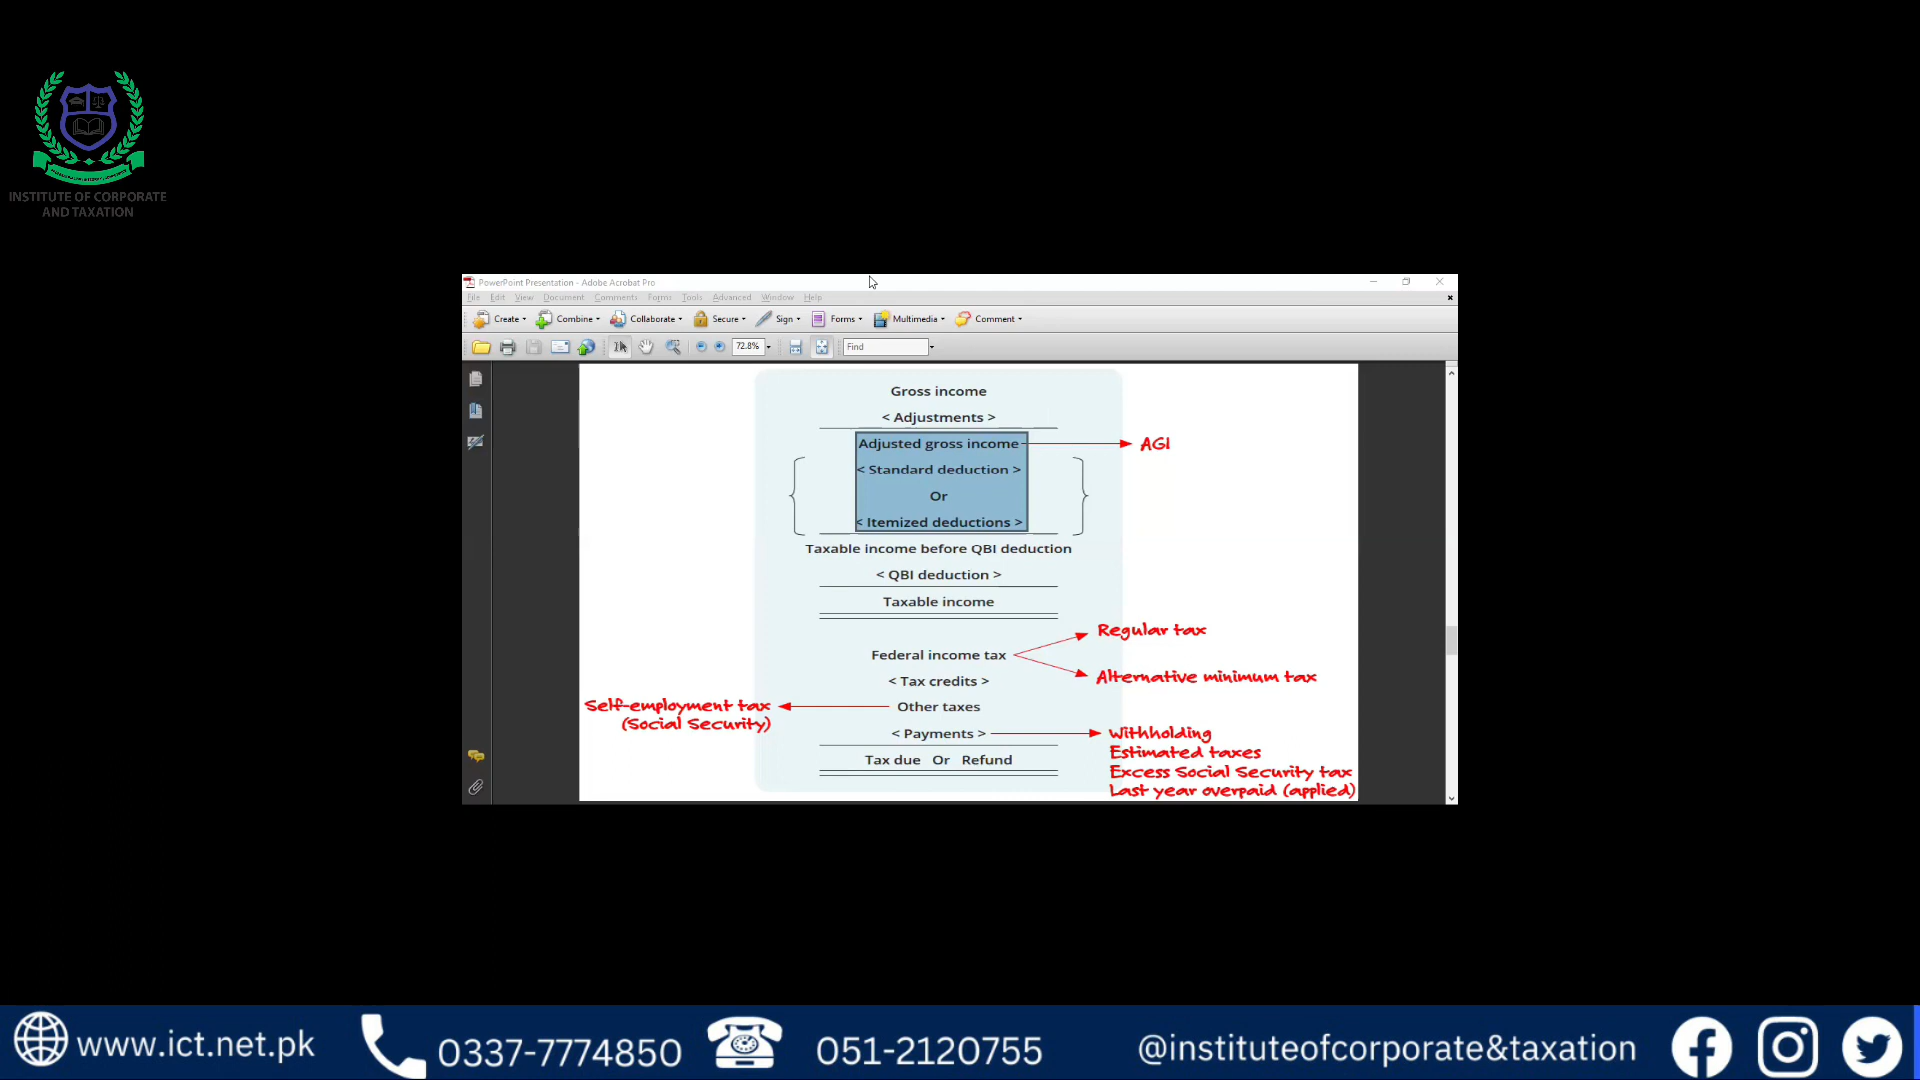 INSTITUTE OF CORPORATE
AND TAXATION
PowerPoint Presentation - Adobe Acrobat Pro
File Edit View Document Comments Forms Tools Advanced Window Help
Create Combine Collaborate Secure Sign Forms Multimedia Comment
72.8% Find
Gross income
< Adjustments >
Adjusted gross income AGI
< Standard deduction >
Or
< Itemized deductions >
Taxable income before QBI deduction
< QBI deduction >
Taxable income
Regular tax
Federal income tax
Alternative minimum tax
< Tax credits >
Self-employment tax Other taxes
(Social Security)
< Payments > Withholding
Estimated taxes
Tax due Or Refund
Excess Social Security tax
Last year overpaid (applied)
www.ict.net.pk 0337-7774850 051-2120755 @instituteofcorporate&taxation